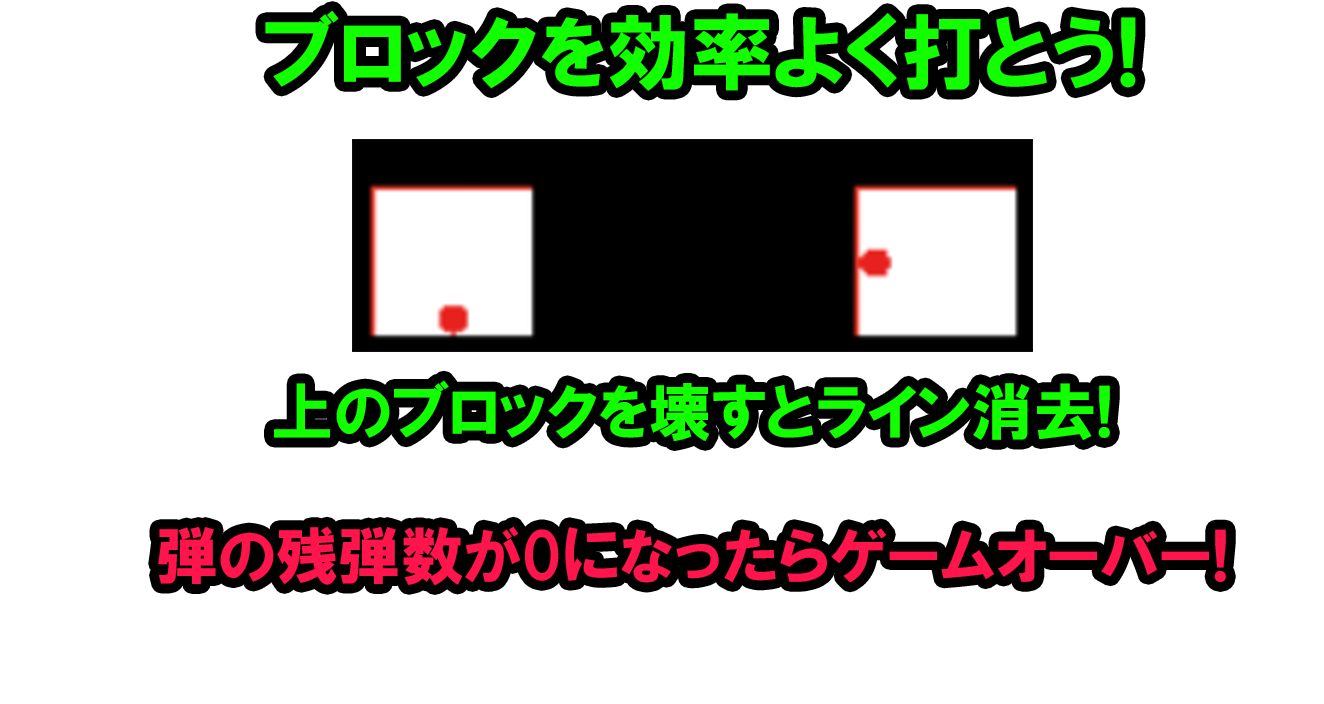 ブロックを効率よく打とう!
上のブロックを壊すとライン消去!
弾の残弾数が0になったらゲームオーバー!